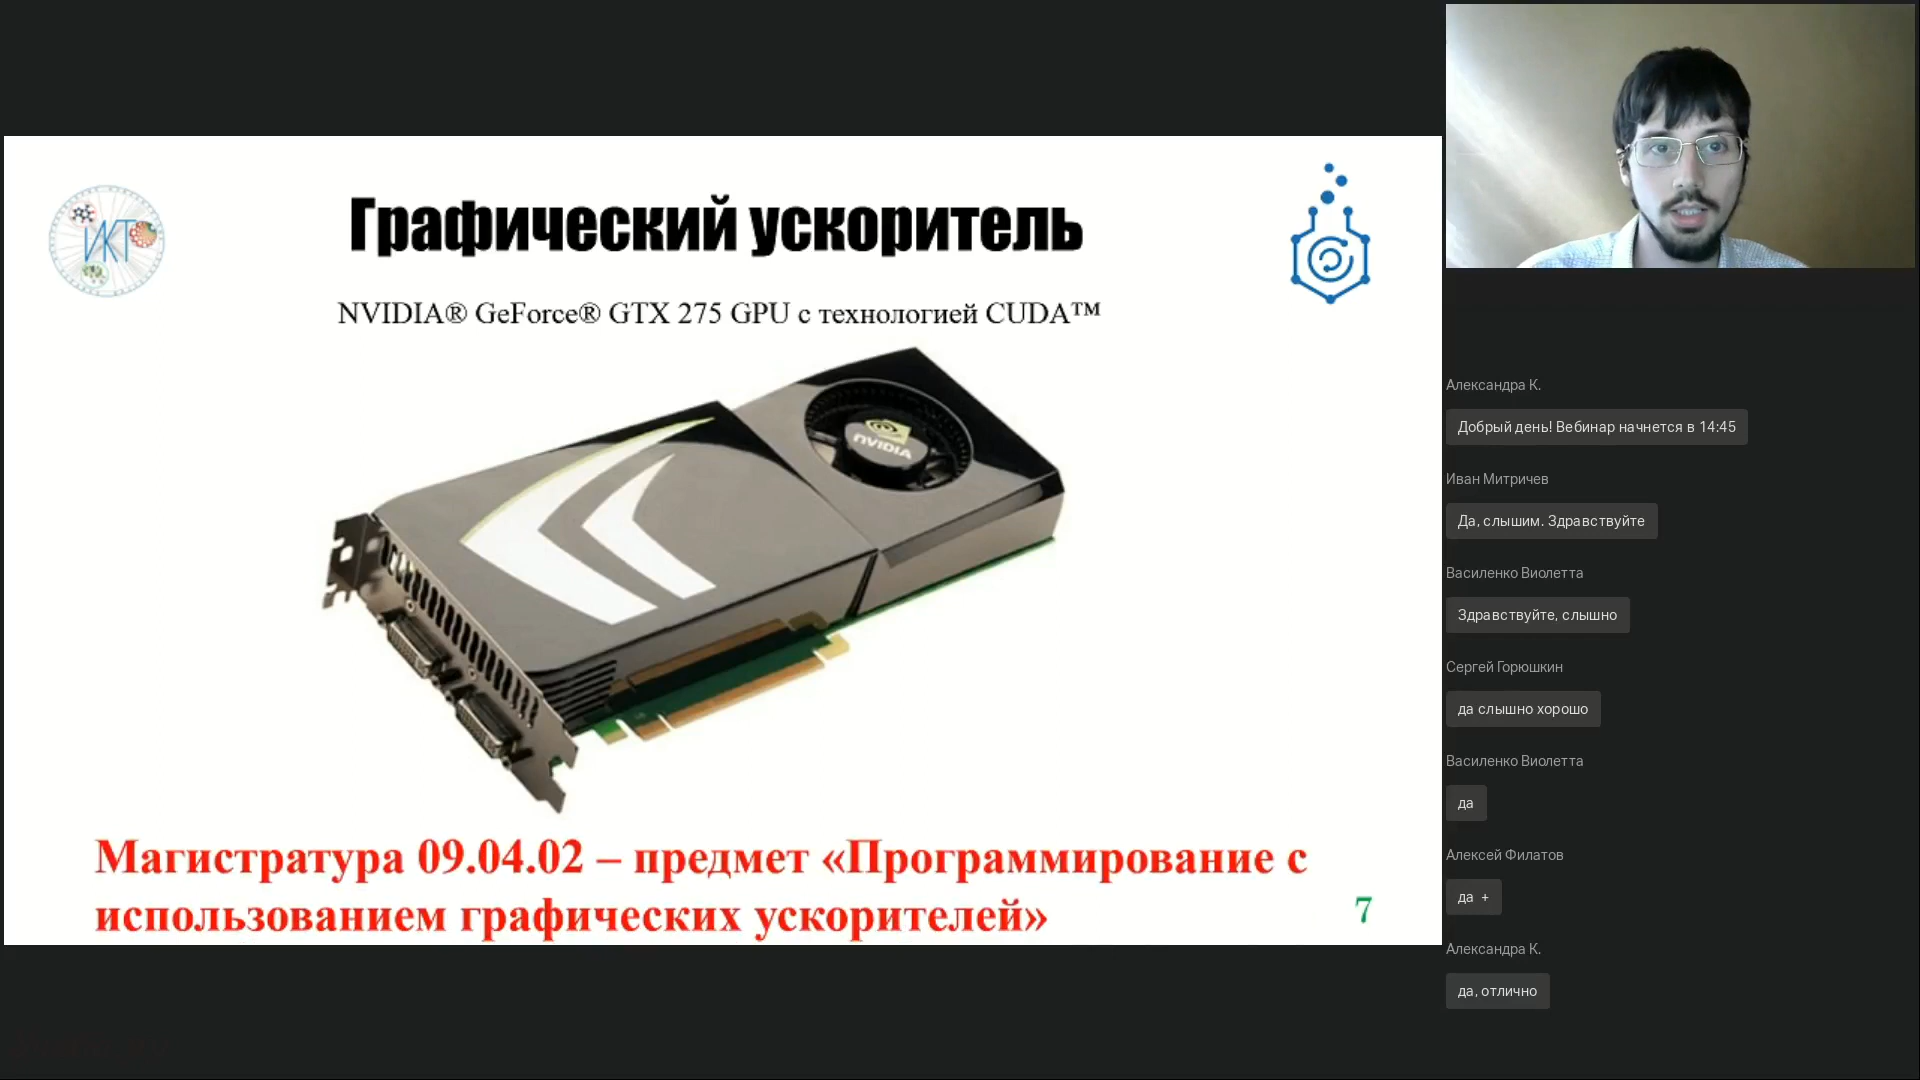 ИКТ
Графический ускоритель
NVIDIA® GeForce® GTX 275 GPU с технологией CUDA™
NVIDIA
Магистратура 09.04.02 – предмет «Программирование с
использованием графических ускорителей»
7
Александра К.
Добрый день! Вебинар начнется в 14:45
Иван Митричев
Да, слышим. Здравствуйте
Василенко Виолетта
Здравствуйте, слышно
Сергей Горюшкин
да слышно хорошо
Василенко Виолетта
да
Алексей Филатов
да +
Александра К.
да, отлично